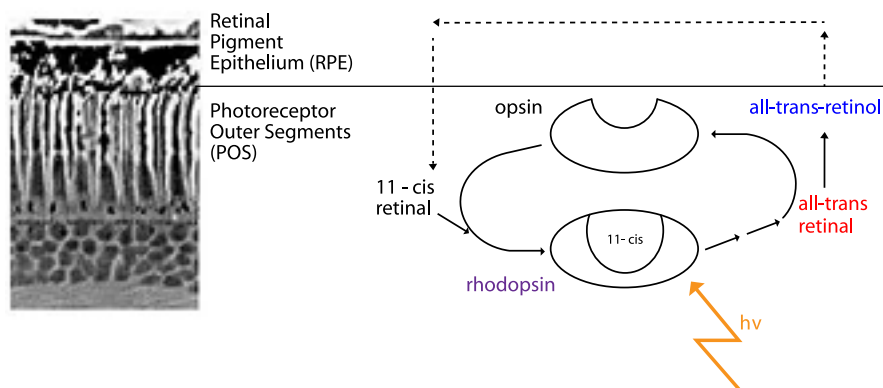 Retinal
Pigment
Epithelium (RPE)
Photoreceptor
Outer Segments
(POS)
opsin
all-trans-retinol
11 - cis
retinal
all-trans
retinal
11- cis
rhodopsin
hv